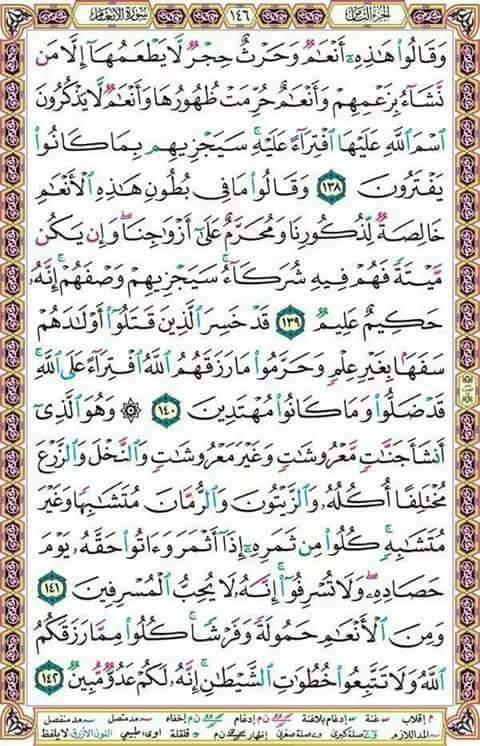 الجزء الثامن ١٤٦ سورة الأنعام
وَقَالُوا۟ هَـٰذِهِۦٓ أَنْعَـٰمٌ وَحَرْثٌ حِجْرٌ لَّا يَطْعَمُهَآ إِلَّا مَن
نَّشَآءُ بِزَعْمِهِمْ وَأَنْعَـٰمٌ حُرِّمَتْ ظُهُورُهَا وَأَنْعَـٰمٌ لَّا يَذْكُرُونَ
ٱسْمَ ٱللَّهِ عَلَيْهَا ٱفْتِرَآءً عَلَيْهِ ۚ سَيَجْزِيهِم بِمَا كَانُوا۟
يَفْتَرُونَ ١٣٨ وَقَالُوا۟ مَا فِى بُطُونِ هَـٰذِهِ ٱلْأَنْعَـٰمِ
خَالِصَةٌ لِّذُكُورِنَا وَمُحَرَّمٌ عَلَىٰٓ أَزْوَٰجِنَا ۖ وَإِن يَكُن
مَّيْتَةً فَهُمْ فِيهِ شُرَكَآءُ ۚ سَيَجْزِيهِمْ وَصْفَهُمْ ۚ إِنَّهُۥ
حَكِيمٌ عَلِيمٌ ١٣٩ قَدْ خَسِرَ ٱلَّذِينَ قَتَلُوٓا۟ أَوْلَـٰدَهُمْ
سَفَهًۢا بِغَيْرِ عِلْمٍ وَحَرَّمُوا۟ مَا رَزَقَهُمُ ٱللَّهُ ٱفْتِرَآءً عَلَى ٱللَّهِ ۚ
قَدْ ضَلُّوا۟ وَمَا كَانُوا۟ مُهْتَدِينَ ١٤٠ ۞ وَهُوَ ٱلَّذِىٓ
أَنشَأَ جَنَّـٰتٍ مَّعْرُوشَـٰتٍ وَغَيْرَ مَعْرُوشَـٰتٍ وَٱلنَّخْلَ وَٱلزَّرْعَ
مُخْتَلِفًا أُكُلُهُۥ وَٱلزَّيْتُونَ وَٱلرُّمَّانَ مُتَشَـٰبِهًا وَغَيْرَ
مُتَشَـٰبِهٍ ۚ كُلُوا۟ مِن ثَمَرِهِۦٓ إِذَآ أَثْمَرَ وَءَاتُوا۟ حَقَّهُۥ يَوْمَ
حَصَادِهِۦ ۖ وَلَا تُسْرِفُوٓا۟ ۚ إِنَّهُۥ لَا يُحِبُّ ٱلْمُسْرِفِينَ ١٤١
وَمِنَ ٱلْأَنْعَـٰمِ حَمُولَةً وَفَرْشًا ۚ كُلُوا۟ مِمَّا رَزَقَكُمُ
ٱللَّهُ وَلَا تَتَّبِعُوا۟ خُطُوَٰتِ ٱلشَّيْطَـٰنِ ۚ إِنَّهُۥ لَكُمْ عَدُوٌّ مُّبِينٌ ١٤٢
م إقلاب غنة إدغام بلاغنة ن م إدغام ن م إخفاء مد متصل مد منفصل
المد اللازم صلة كبرى صلة صغرى إظهار ن م قلقلة طبيعي اللون الأزرق لا يلفظ